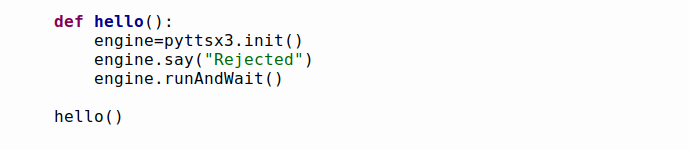 def hello():
    engine=pyttsx3.init()
    engine.say("Rejected")
    engine.runAndWait()

hello()